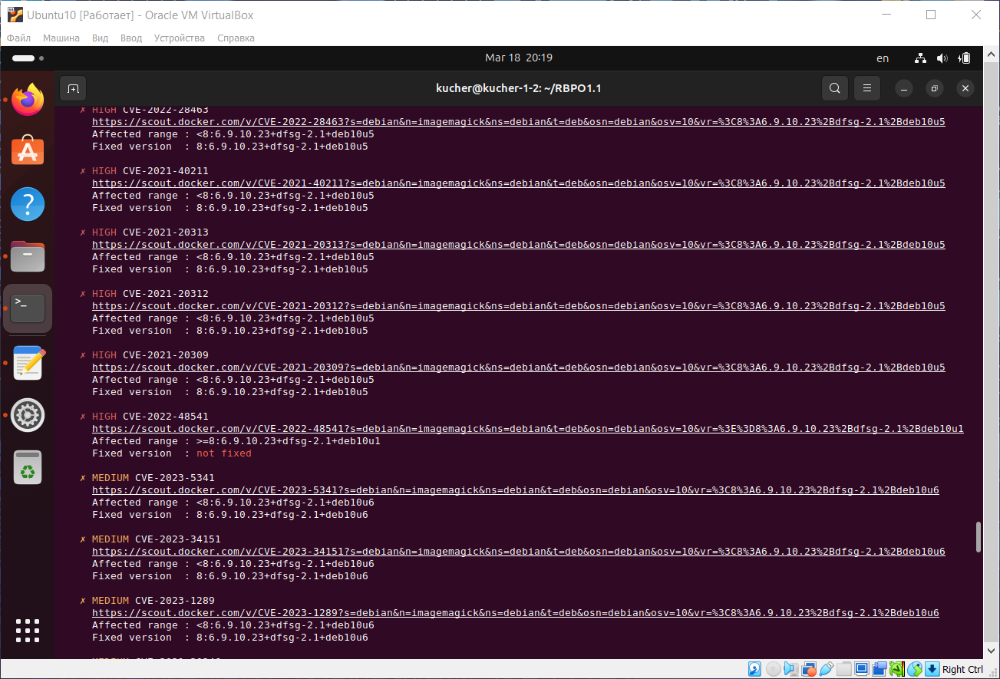 Ubuntu10 [Работает] - Oracle VM VirtualBox
Файл Машина Вид Ввод Устройства Справка
Mar 18 20:19
en
kucher@kucher-1-2: ~/RBPO1.1
✗ HIGH CVE-2022-28463
https://scout.docker.com/v/CVE-2022-28463?s=debian&n=imagemagick&ns=debian&t=deb&osn=debian&osv=10&vr=%3C8%3A6.9.10.23%2Bdfsg-2.1%2Bdeb10u5
Affected range : <8:6.9.10.23+dfsg-2.1+deb10u5
Fixed version : 8:6.9.10.23+dfsg-2.1+deb10u5
✗ HIGH CVE-2021-40211
https://scout.docker.com/v/CVE-2021-40211?s=debian&n=imagemagick&ns=debian&t=deb&osn=debian&osv=10&vr=%3C8%3A6.9.10.23%2Bdfsg-2.1%2Bdeb10u5
Affected range : <8:6.9.10.23+dfsg-2.1+deb10u5
Fixed version : 8:6.9.10.23+dfsg-2.1+deb10u5
✗ HIGH CVE-2021-20313
https://scout.docker.com/v/CVE-2021-20313?s=debian&n=imagemagick&ns=debian&t=deb&osn=debian&osv=10&vr=%3C8%3A6.9.10.23%2Bdfsg-2.1%2Bdeb10u5
Affected range : <8:6.9.10.23+dfsg-2.1+deb10u5
Fixed version : 8:6.9.10.23+dfsg-2.1+deb10u5
✗ HIGH CVE-2021-20312
https://scout.docker.com/v/CVE-2021-20312?s=debian&n=imagemagick&ns=debian&t=deb&osn=debian&osv=10&vr=%3C8%3A6.9.10.23%2Bdfsg-2.1%2Bdeb10u5
Affected range : <8:6.9.10.23+dfsg-2.1+deb10u5
Fixed version : 8:6.9.10.23+dfsg-2.1+deb10u5
✗ HIGH CVE-2021-20309
https://scout.docker.com/v/CVE-2021-20309?s=debian&n=imagemagick&ns=debian&t=deb&osn=debian&osv=10&vr=%3C8%3A6.9.10.23%2Bdfsg-2.1%2Bdeb10u5
Affected range : <8:6.9.10.23+dfsg-2.1+deb10u5
Fixed version : 8:6.9.10.23+dfsg-2.1+deb10u5
✗ HIGH CVE-2022-48541
https://scout.docker.com/v/CVE-2022-48541?s=debian&n=imagemagick&ns=debian&t=deb&osn=debian&osv=10&vr=%3E%3D8%3A6.9.10.23%2Bdfsg-2.1%2Bdeb10u1
Affected range : >=8:6.9.10.23+dfsg-2.1+deb10u1
Fixed version : not fixed
✗ MEDIUM CVE-2023-5341
https://scout.docker.com/v/CVE-2023-5341?s=debian&n=imagemagick&ns=debian&t=deb&osn=debian&osv=10&vr=%3C8%3A6.9.10.23%2Bdfsg-2.1%2Bdeb10u6
Affected range : <8:6.9.10.23+dfsg-2.1+deb10u6
Fixed version : 8:6.9.10.23+dfsg-2.1+deb10u6
✗ MEDIUM CVE-2023-34151
https://scout.docker.com/v/CVE-2023-34151?s=debian&n=imagemagick&ns=debian&t=deb&osn=debian&osv=10&vr=%3C8%3A6.9.10.23%2Bdfsg-2.1%2Bdeb10u6
Affected range : <8:6.9.10.23+dfsg-2.1+deb10u6
Fixed version : 8:6.9.10.23+dfsg-2.1+deb10u6
✗ MEDIUM CVE-2023-1289
https://scout.docker.com/v/CVE-2023-1289?s=debian&n=imagemagick&ns=debian&t=deb&osn=debian&osv=10&vr=%3C8%3A6.9.10.23%2Bdfsg-2.1%2Bdeb10u6
Affected range : <8:6.9.10.23+dfsg-2.1+deb10u6
Fixed version : 8:6.9.10.23+dfsg-2.1+deb10u6
Right Ctrl